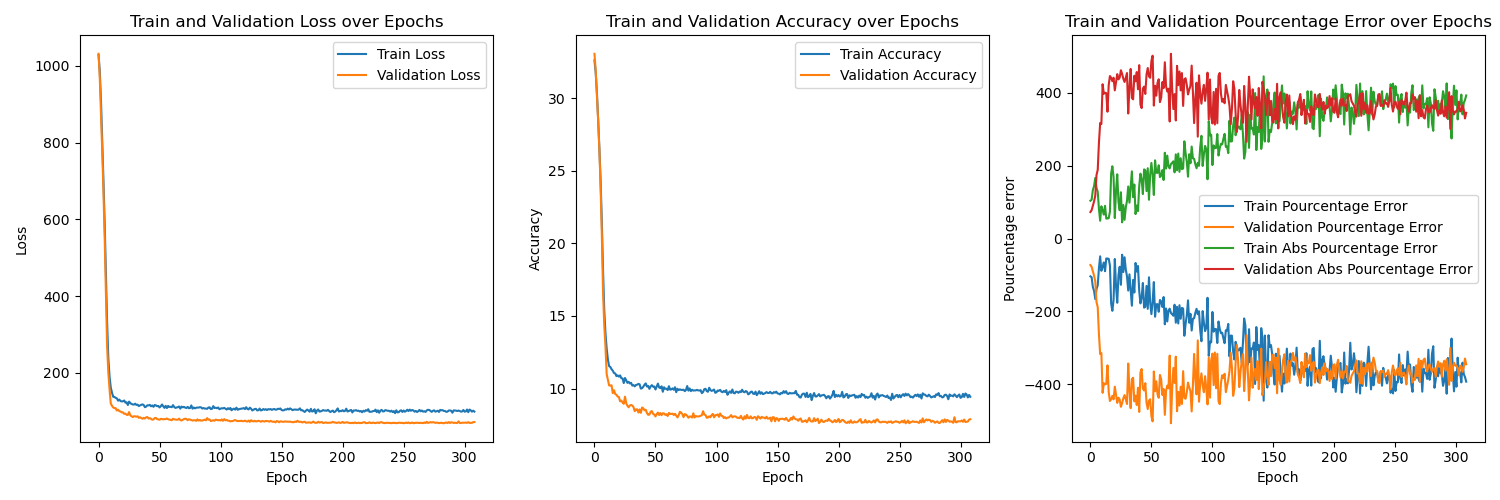 Train and Validation Loss over Epochs
Loss
1000
800
600
400
200
0
50
100
150
200
250
300
Epoch
Train Loss
Validation Loss
Train and Validation Accuracy over Epochs
Accuracy
30
25
20
15
10
0
50
100
150
200
250
300
Epoch
Train Accuracy
Validation Accuracy
Train and Validation Pourcentage Error over Epochs
Pourcentage error
400
200
0
−200
−400
0
50
100
150
200
250
300
Epoch
Train Pourcentage Error
Validation Pourcentage Error
Train Abs Pourcentage Error
Validation Abs Pourcentage Error